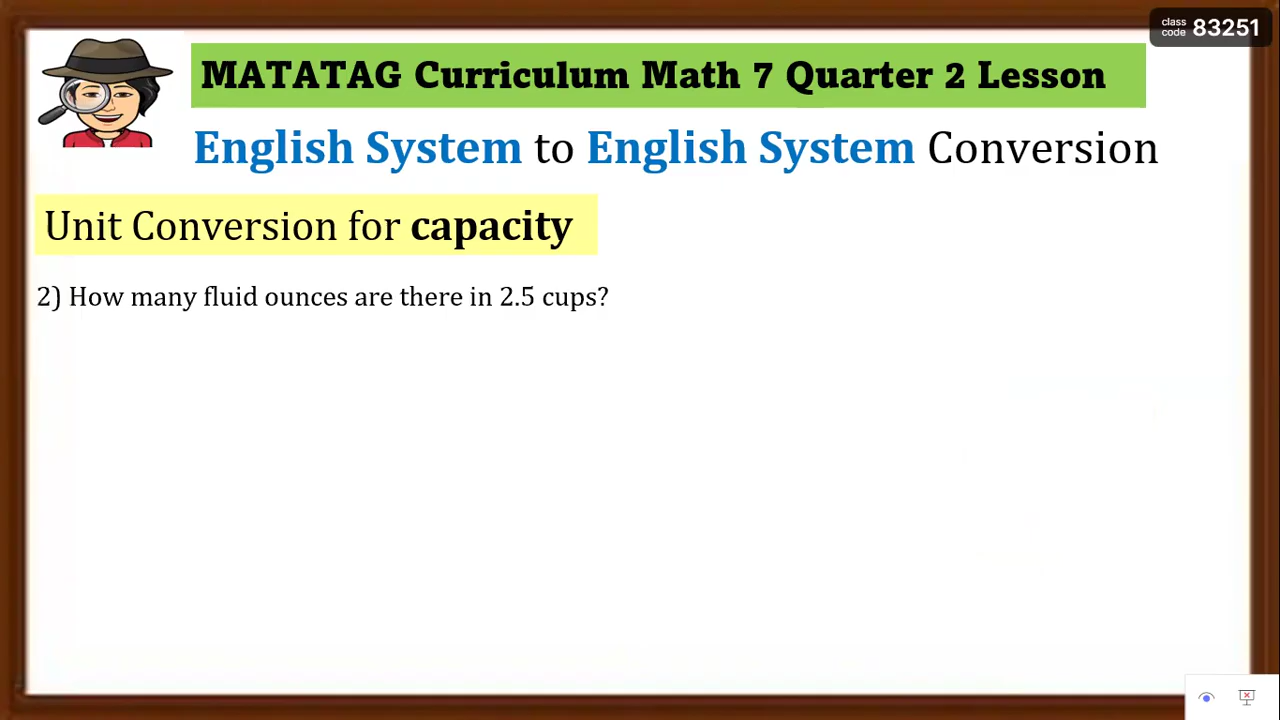 class
code 83251
MATATAG Curriculum Math 7 Quarter 2 Lesson
English System to English System Conversion
Unit Conversion for capacity
2) How many fluid ounces are there in 2.5 cups?